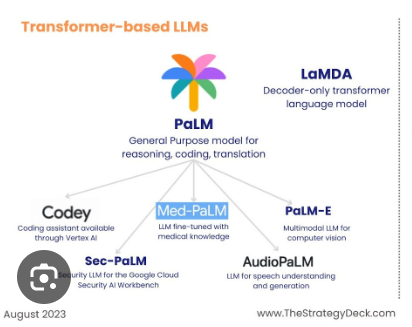 Transformer-based LLMs
LaMDA
Decoder-only transformer
language model
PaLM
General Purpose model for
reasoning, coding, translation
Codey
Coding assistant available
through Vertex AI
Med-PaLM
LLM fine-tuned with
medical knowledge
PaLM-E
Multimodal LLM for
computer vision
Sec-PaLM
Security LLM for the Google Cloud
Security AI Workbench
AudioPaLM
LLM for speech understanding
and generation
August 2023
www.TheStrategyDeck.com